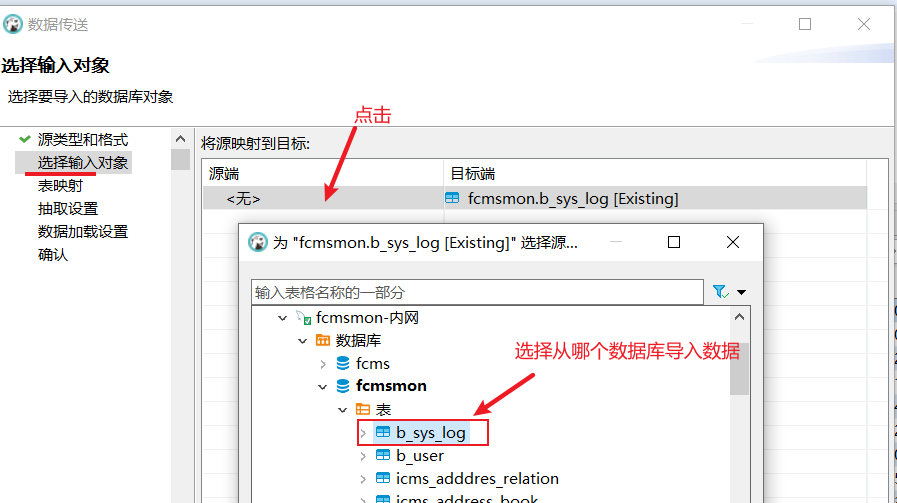 数据传送
选择输入对象
选择要导入的数据库对象
点击
源类型和格式
选择输入对象
表映射
抽取设置
数据加载设置
确认
将源映射到目标:
源端
目标端
<无>
fcmsmon.b_sys_log [Existing]
为 "fcmsmon.b_sys_log [Existing]" 选择源...
输入表格名称的一部分
fcmsmon-内网
数据库
选择从哪个数据库导入数据
fcms
fcmsmon
表
b_sys_log
b_user
icms_adddres_relation
icms_address_book